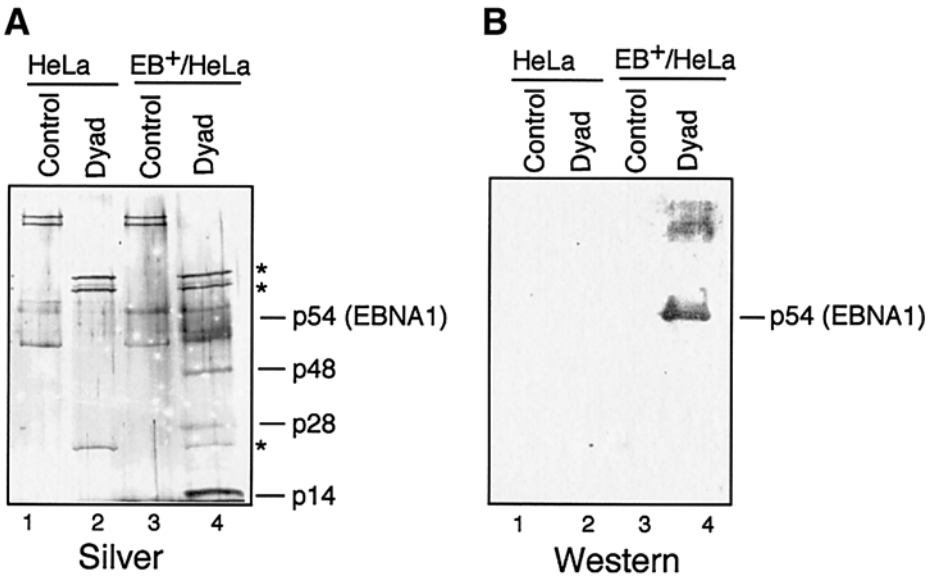 A
HeLa EB+/HeLa
Control Dyad Control Dyad
*
*
p54 (EBNA1)
p48
p28
*
p14
1 2 3 4
Silver
B
HeLa EB+/HeLa
Control Dyad Control Dyad
p54 (EBNA1)
1 2 3 4
Western